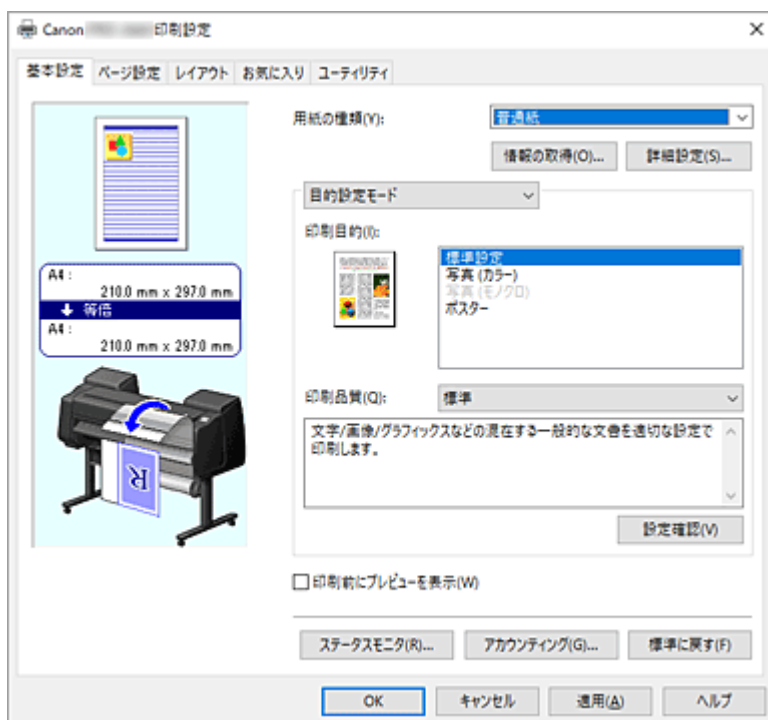 Canon 印刷設定
基本設定 ページ設定 レイアウト お気に入り ユーティリティ
用紙の種類(Y): 普通紙
情報の取得(O)... 詳細設定(S)...
目的設定モード
印刷目的(I):
標準設定
写真 (カラー)
写真 (モノクロ)
ポスター
A4 :
210.0 mm x 297.0 mm
等倍
A4 :
210.0 mm x 297.0 mm
印刷品質(Q): 標準
文字/画像/グラフィックスなどの混在する一般的な文書を適切な設定で
印刷します。
R
設定確認(V)
印刷前にプレビューを表示(W)
ステータスモニタ(R)... アカウンティング(G)... 標準に戻す(F)
OK キャンセル 適用(A) ヘルプ